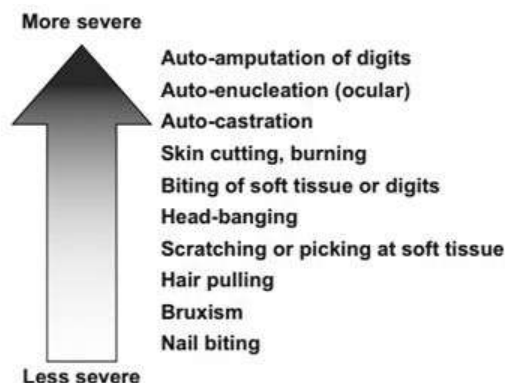 More severe
Auto-amputation of digits
Auto-enucleation (ocular)
Auto-castration
Skin cutting, burning
Biting of soft tissue or digits
Head-banging
Scratching or picking at soft tissue
Hair pulling
Bruxism
Nail biting
Less severe